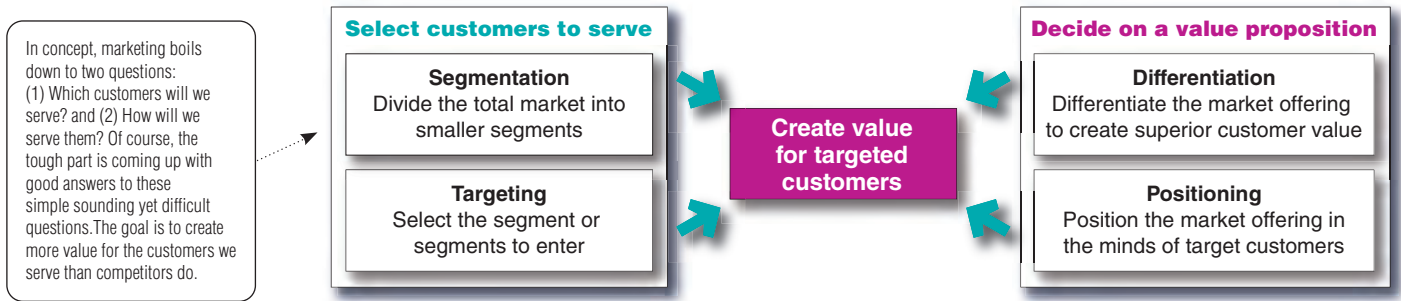 In concept, marketing boils
down to two questions:
(1) Which customers will we
serve? and (2) How will we
serve them? Of course, the
tough part is coming up with
good answers to these
simple sounding yet difficult
questions.The goal is to create
more value for the customers we
serve than competitors do.
Select customers to serve
Segmentation
Divide the total market into
smaller segments
Targeting
Select the segment or
segments to enter
Create value
for targeted
customers
Decide on a value proposition
Differentiation
Differentiate the market offering
to create superior customer value
Positioning
Position the market offering in
the minds of target customers